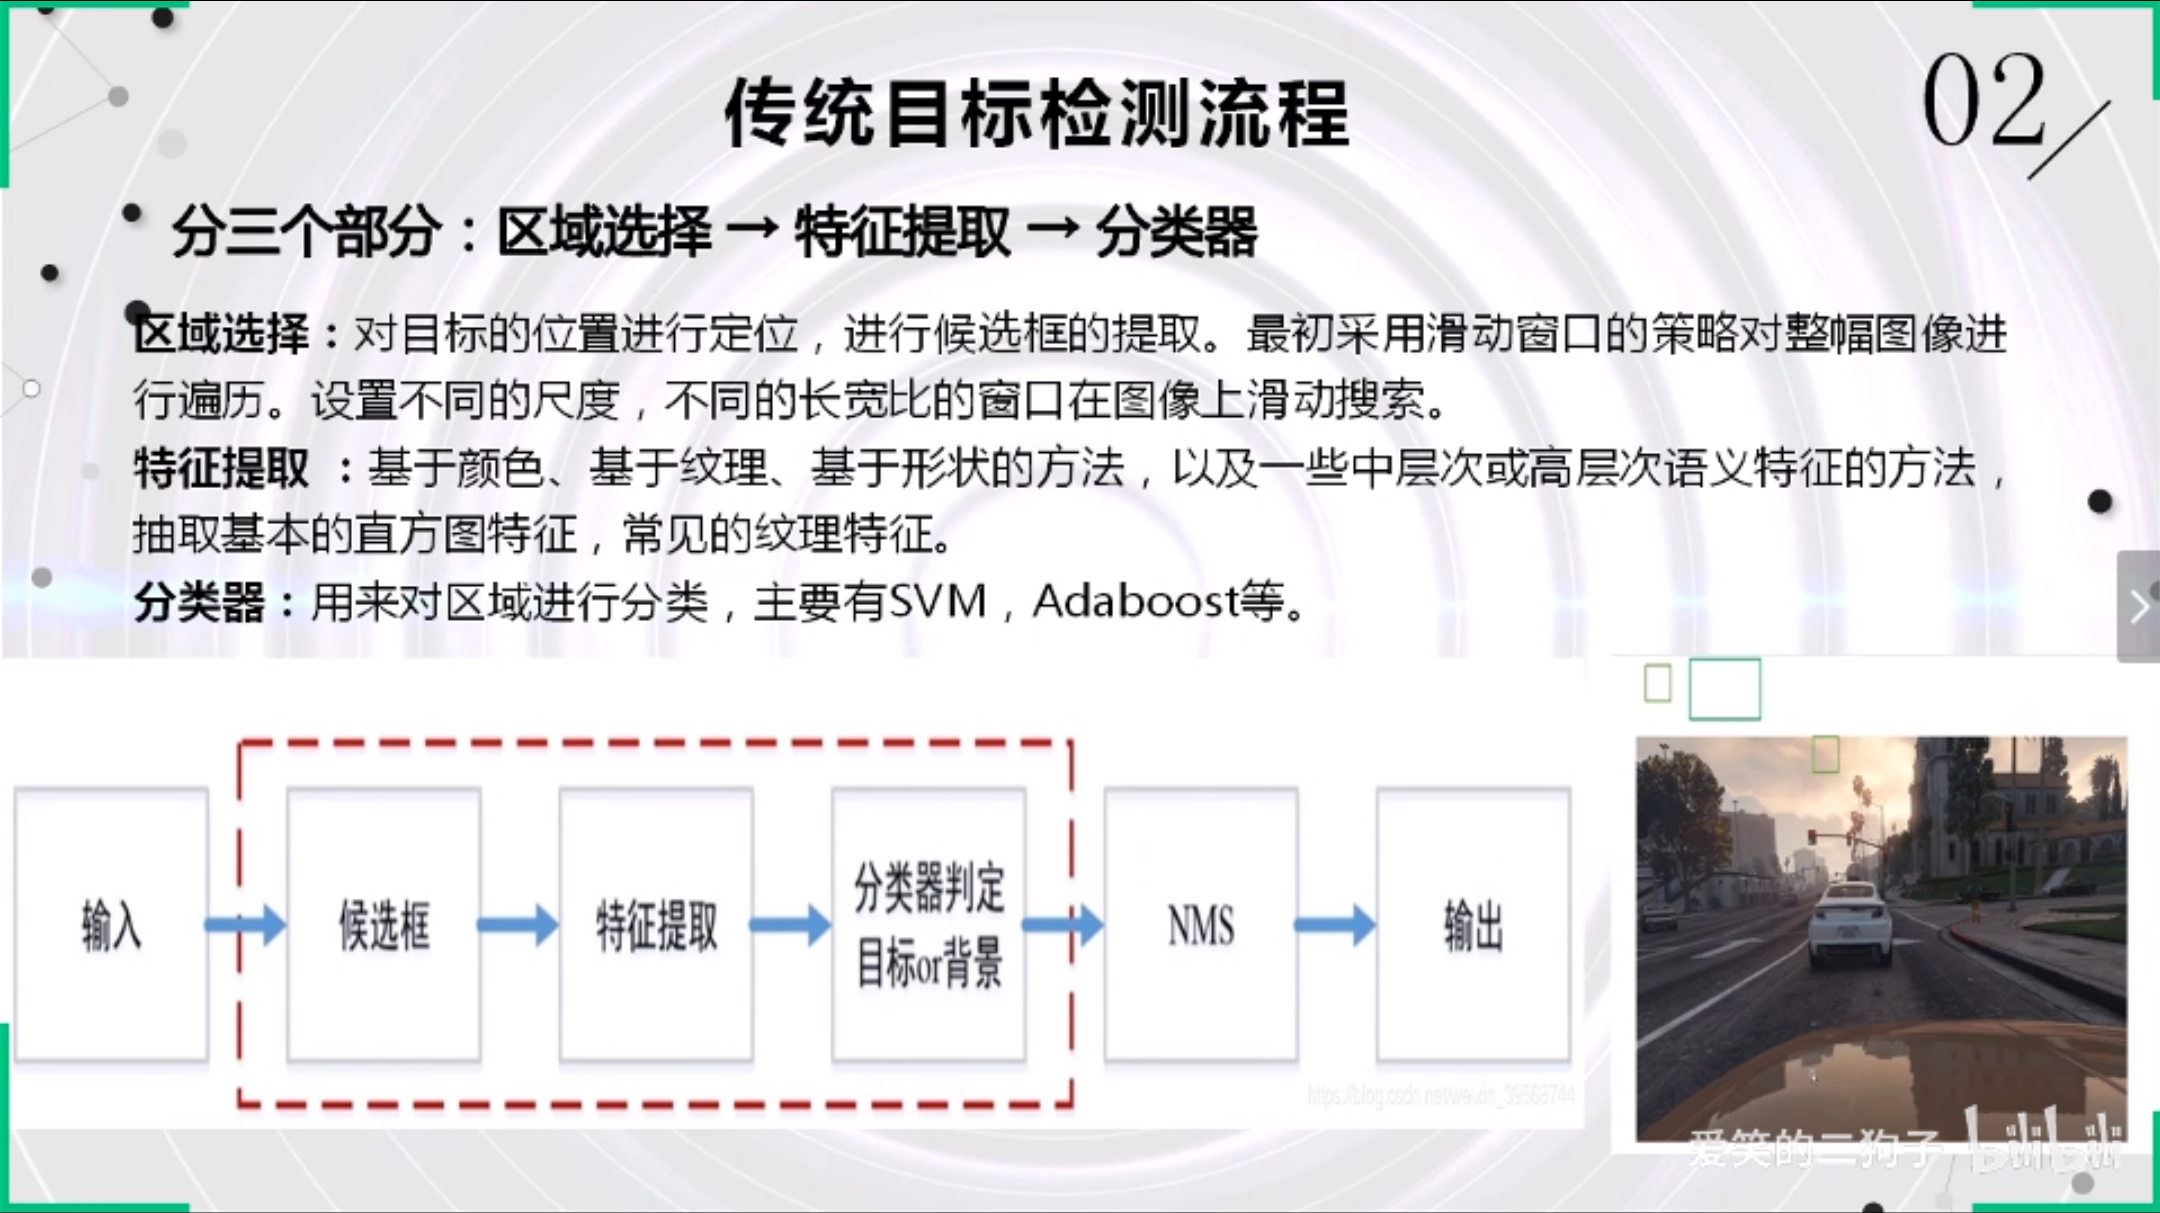 传统目标检测流程
02
分三个部分：区域选择 → 特征提取 → 分类器
区域选择：对目标的位置进行定位，进行候选框的提取。最初采用滑动窗口的策略对整幅图像进
行遍历。设置不同的尺度，不同的长宽比的窗口在图像上滑动搜索。
特征提取 ：基于颜色、基于纹理、基于形状的方法，以及一些中层次或高层次语义特征的方法，
抽取基本的直方图特征，常见的纹理特征。
分类器：用来对区域进行分类，主要有SVM，Adaboost等。
输入
候选框
特征提取
分类器判定
目标or背景
NMS
输出
https://blog.csdn.net/weixin_39568744
爱笑的二狗子 bilibili